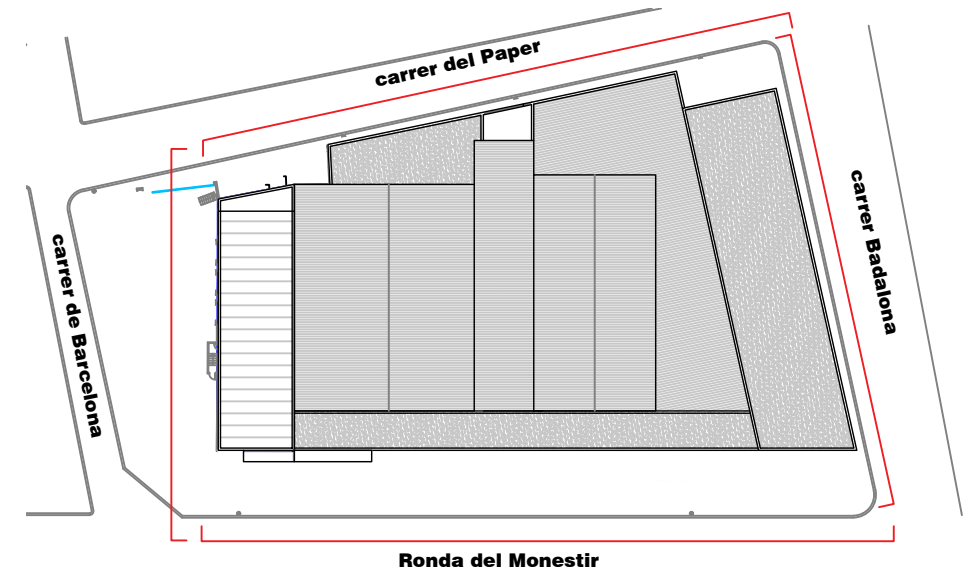 carrer del Paper
carrer de Barcelona
carrer Badalona
Ronda del Monestir